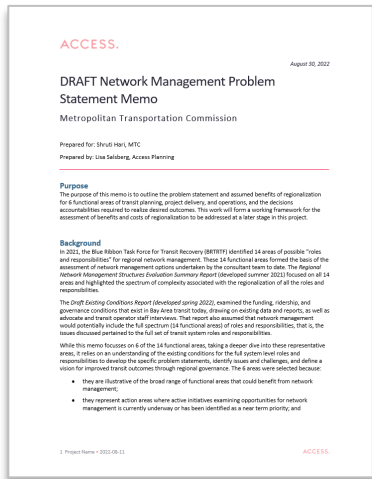 ACCESS.
August 30, 2022
DRAFT Network Management Problem
Statement Memo
Metropolitan Transportation Commission
Prepared for: Shruti Hari, MTC
Prepared by: Lisa Salsberg, Access Planning
Purpose
The purpose of this memo is to outline the problem statement and assumed benefits of regionalization
for 6 functional areas of transit planning, project delivery, and operations, and the decisions
accountabilities required to realize desired outcomes. This work will form a working framework for the
assessment of benefits and costs of regionalization to be addressed at a later stage in this project.
Background
In 2021, the Blue Ribbon Task Force for Transit Recovery (BRTRTF) identified 14 areas of possible "roles
and responsibilities" for regional network management. These 14 functional areas formed the basis of the
assessment of network management options undertaken by the consultant team to date. The Regional
Network Management Structures Evaluation Summary Report (developed summer 2021) focused on all 14
areas and highlighted the spectrum of complexity associated with the regionalization of all the roles and
responsibilities.
The Draft Existing Conditions Report (developed spring 2022), examined the funding, ridership, and
governance conditions that exist in Bay Area transit today, drawing on existing data and reports, as well as
advocate and transit operator staff interviews. That report also assumed that network management
would potentially include the full spectrum (14 functional areas) of roles and responsibilities, that is, the
issues discussed pertained to the full set of transit system roles and responsibilities.
While this memo focusses on 6 of the 14 functional areas, taking a deeper dive into these representative
areas, it relies on an understanding of the existing conditions for the full system level roles and
responsibilities to develop the specific problem statements, identify issues and challenges, and define a
vision for improved transit outcomes through regional governance. The 6 areas were selected because:
• they are illustrative of the broad range of functional areas that could benefit from network
management;
• they represent action areas where active initiatives examining opportunities for network
management is currently underway or has been identified as a near term priority; and
1 Project Name • 2022-08-11
ACCESS.